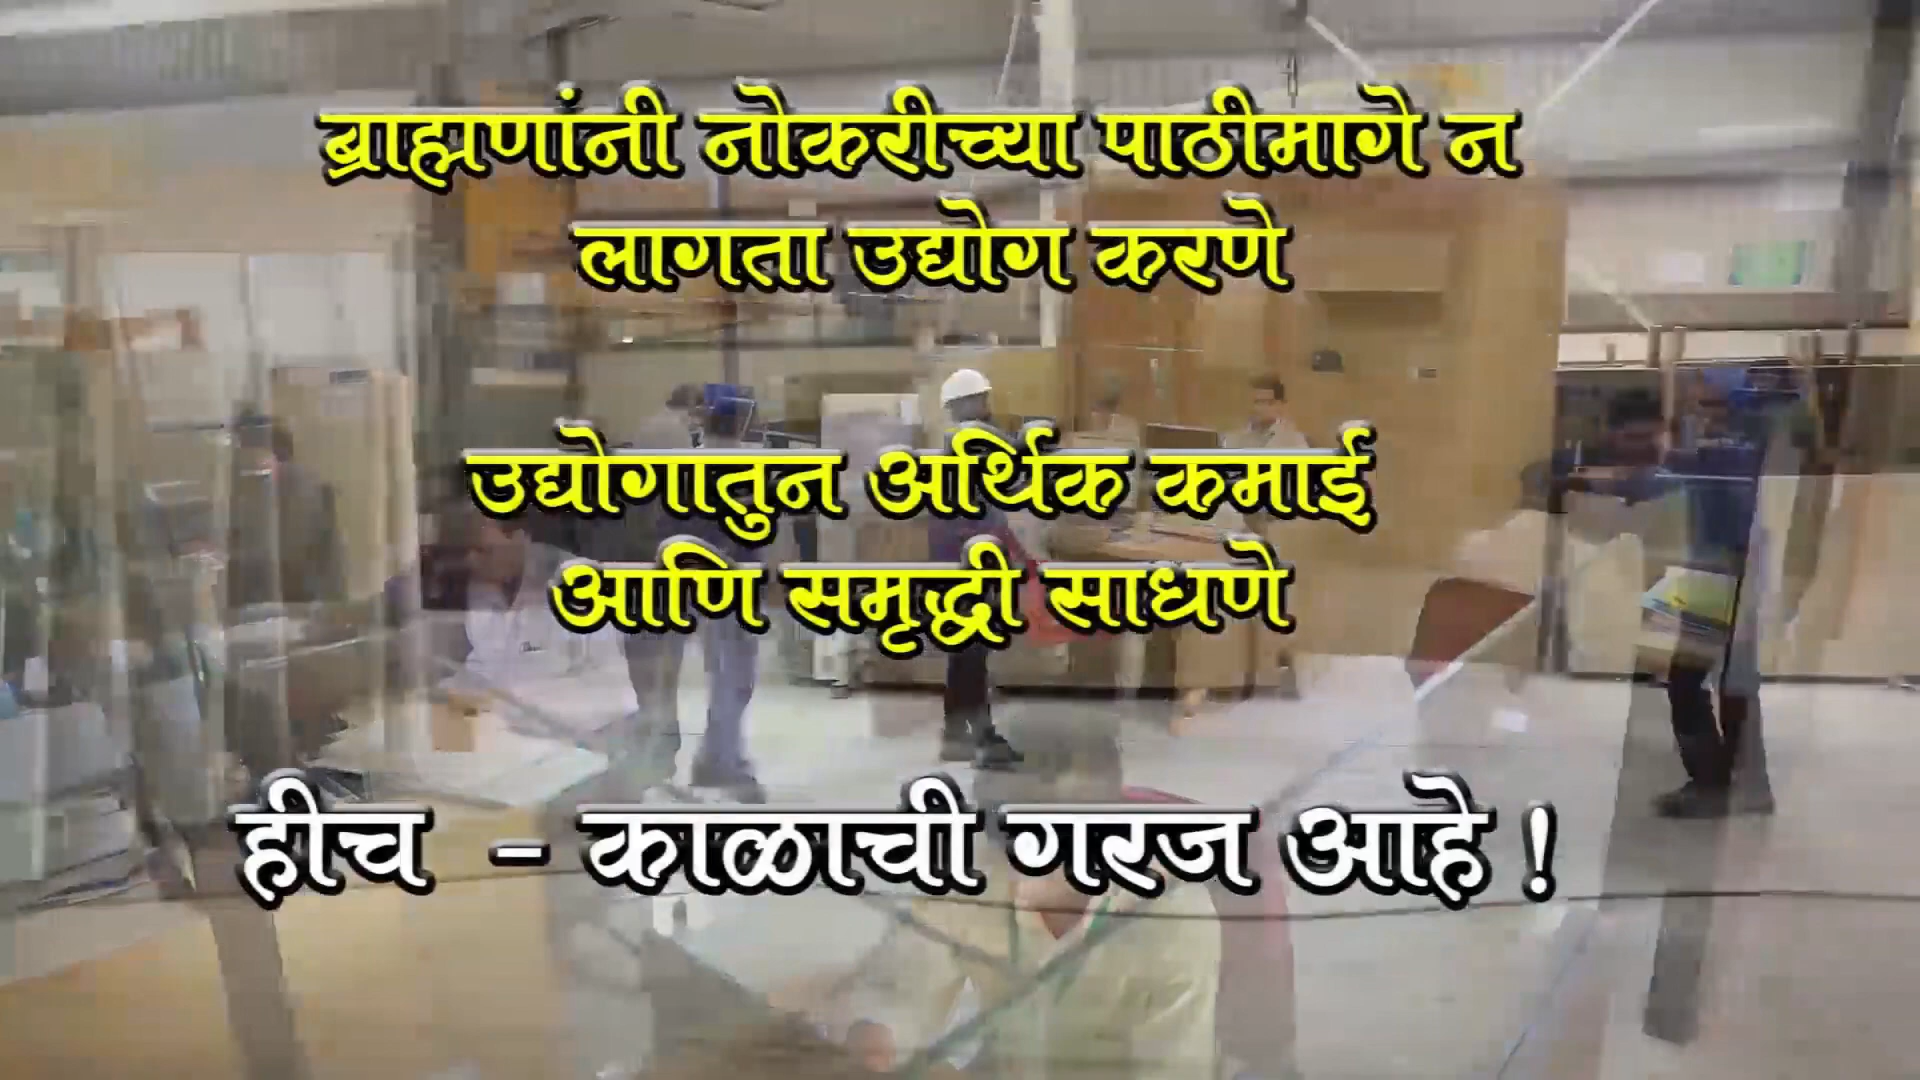 ब्राह्मणांनी नोकरीच्या पाठीमागे न
लागता उद्योग करणे
उद्योगातुन अर्थिक कमाई
आणि समृद्धी साधणे
हीच - काळाची गरज आहे !